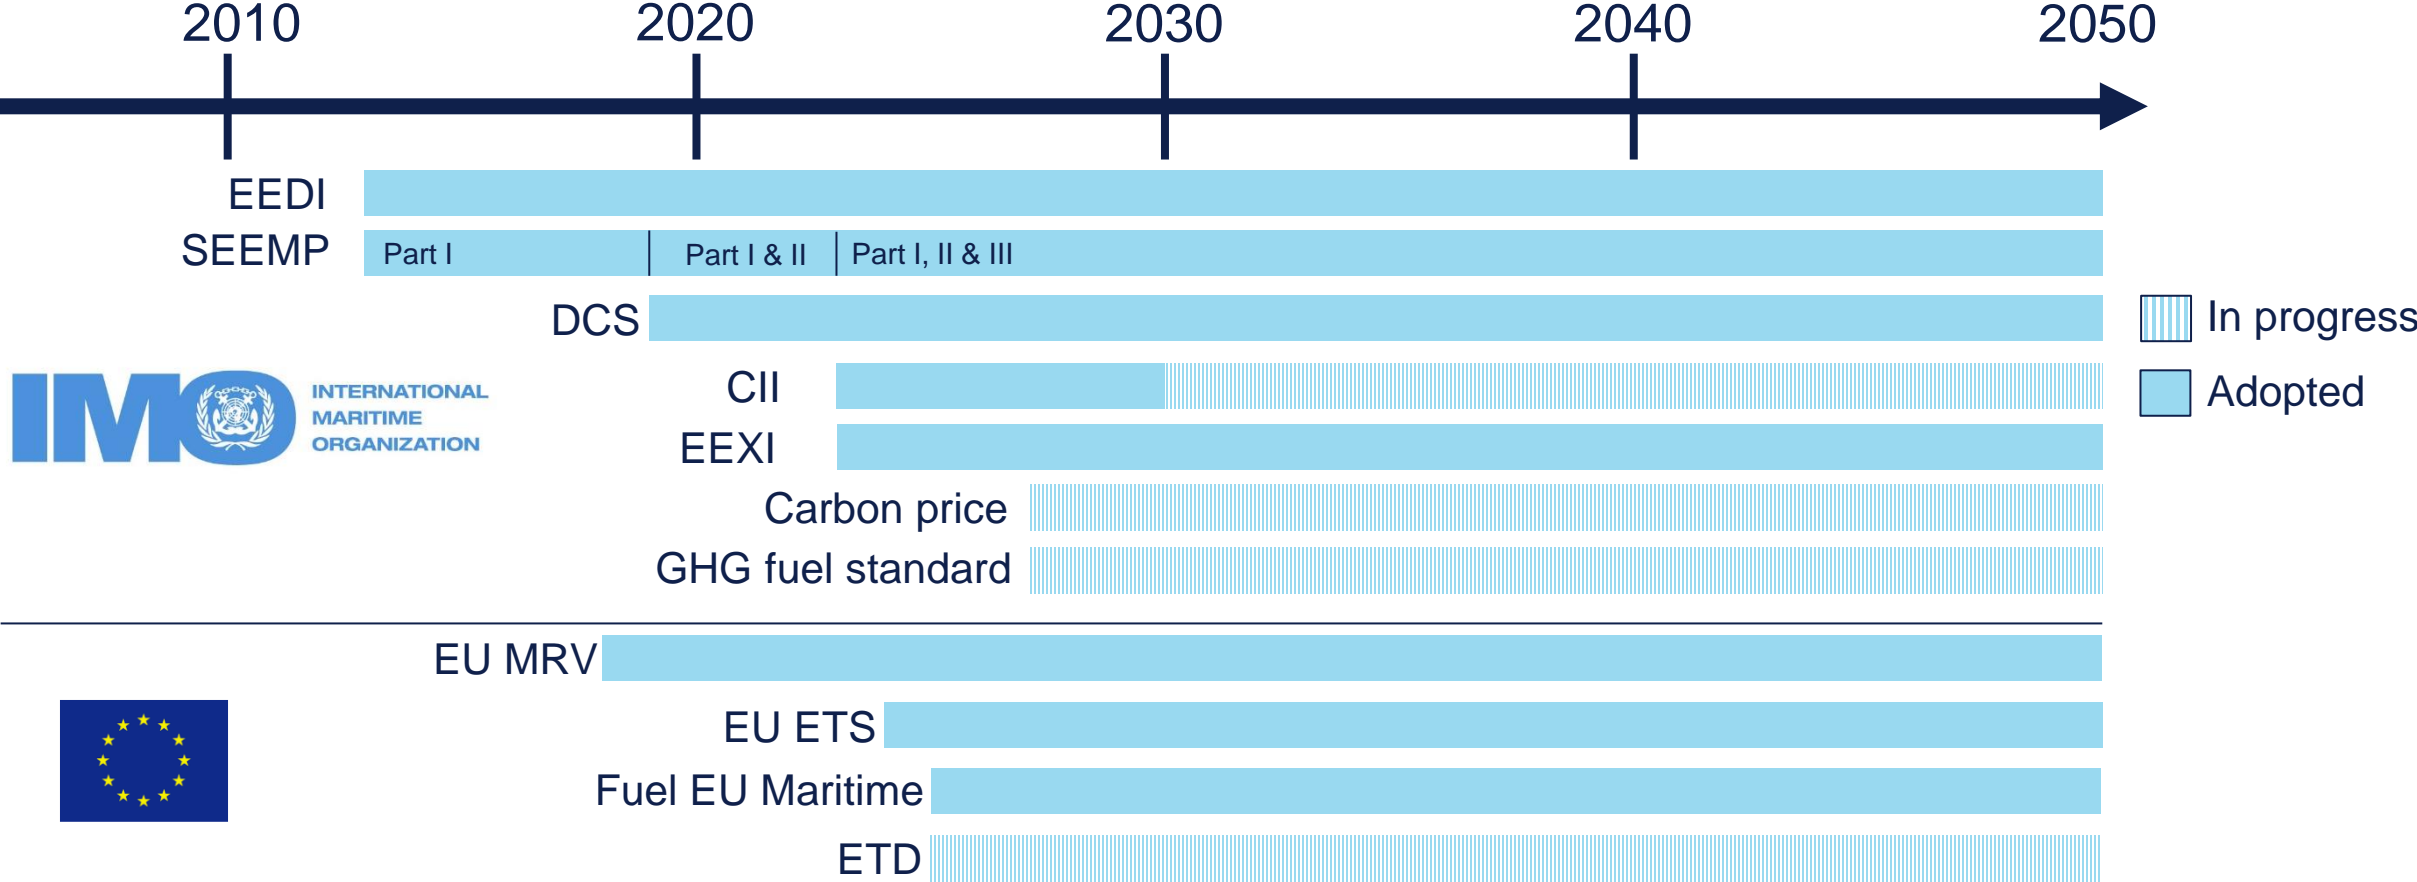 2010 2020 2030 2040 2050
EEDI
SEEMP Part I Part I & II Part I, II & III
DCS
In progress
Adopted
IMO
INTERNATIONAL
MARITIME
ORGANIZATION
CII
EEXI
Carbon price
GHG fuel standard
EU MRV
EU ETS
Fuel EU Maritime
ETD